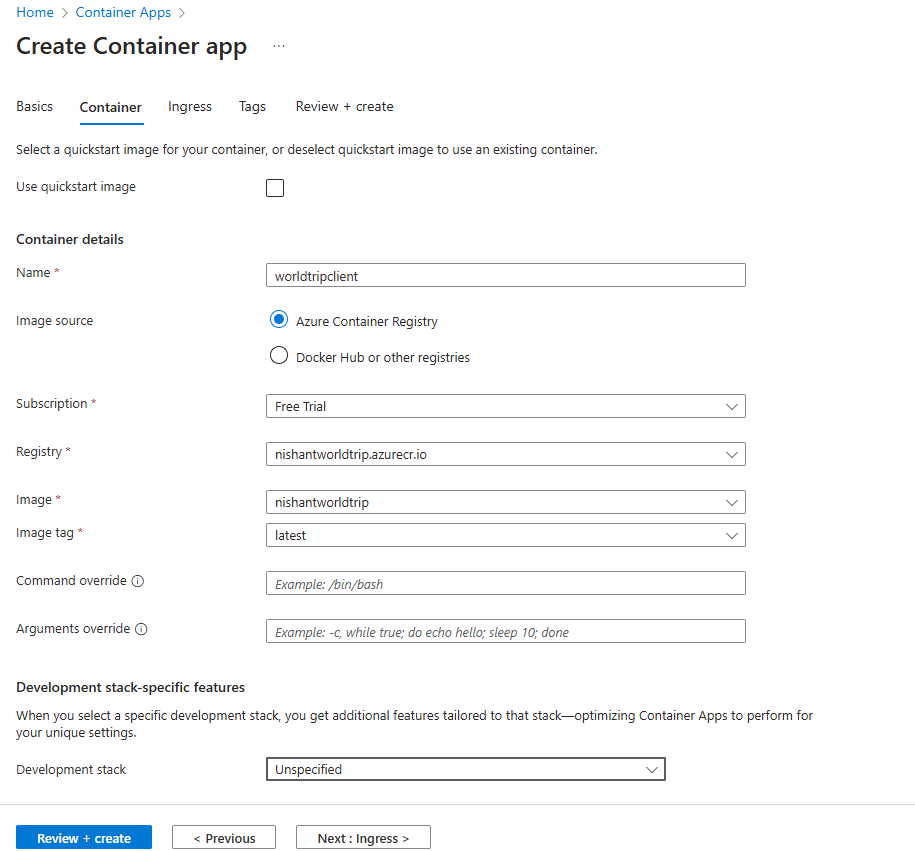 Home > Container Apps >
Create Container app ...
Basics Container Ingress Tags Review + create
Select a quickstart image for your container, or deselect quickstart image to use an existing container.
Use quickstart image
Container details
Name * worldtripclient
Image source Azure Container Registry
Docker Hub or other registries
Subscription * Free Trial
Registry * nishantworldtrip.azurecr.io
Image * nishantworldtrip
Image tag * latest
Command override Example: /bin/bash
Arguments override Example: -c, while true; do echo hello; sleep 10; done
Development stack-specific features
When you select a specific development stack, you get additional features tailored to that stack—optimizing Container Apps to perform for
your unique settings.
Development stack Unspecified
Review + create < Previous Next : Ingress >